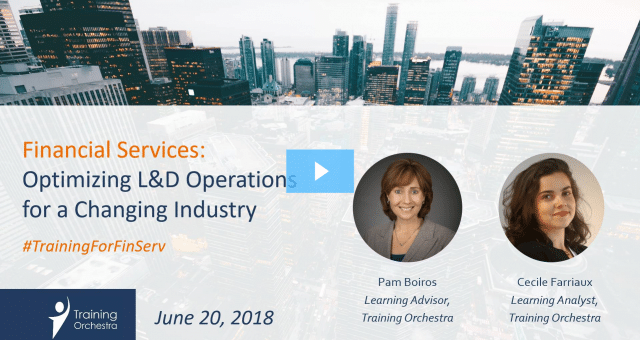 Financial Services:
Optimizing L&D Operations
for a Changing Industry
#TrainingForFinServ
Pam Boiros
Learning Advisor,
Training Orchestra
Cecile Farriaux
Learning Analyst,
Training Orchestra
Training
Orchestra
June 20, 2018